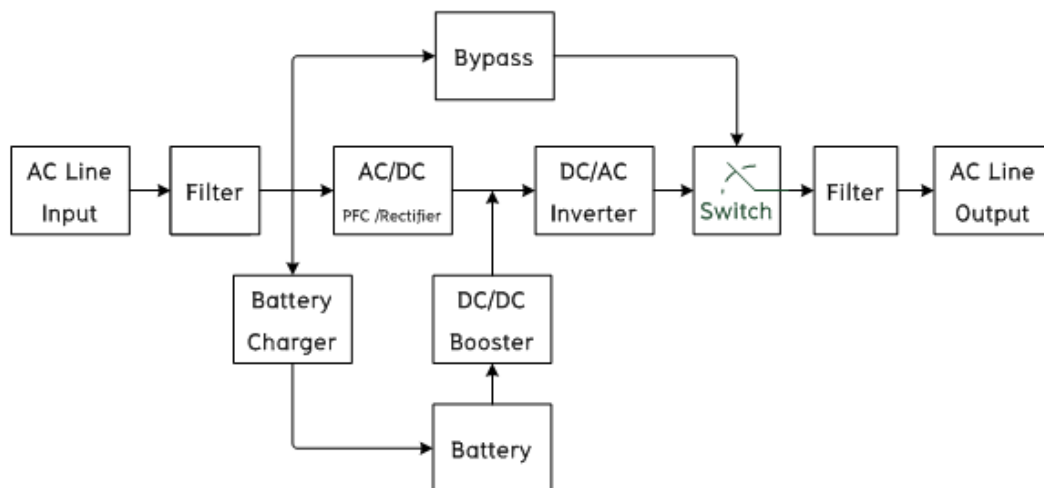 Bypass
AC Line
Input
Filter
AC/DC
PFC /Rectifier
DC/AC
Inverter
Switch
Filter
AC Line
Output
Battery
Charger
DC/DC
Booster
Battery